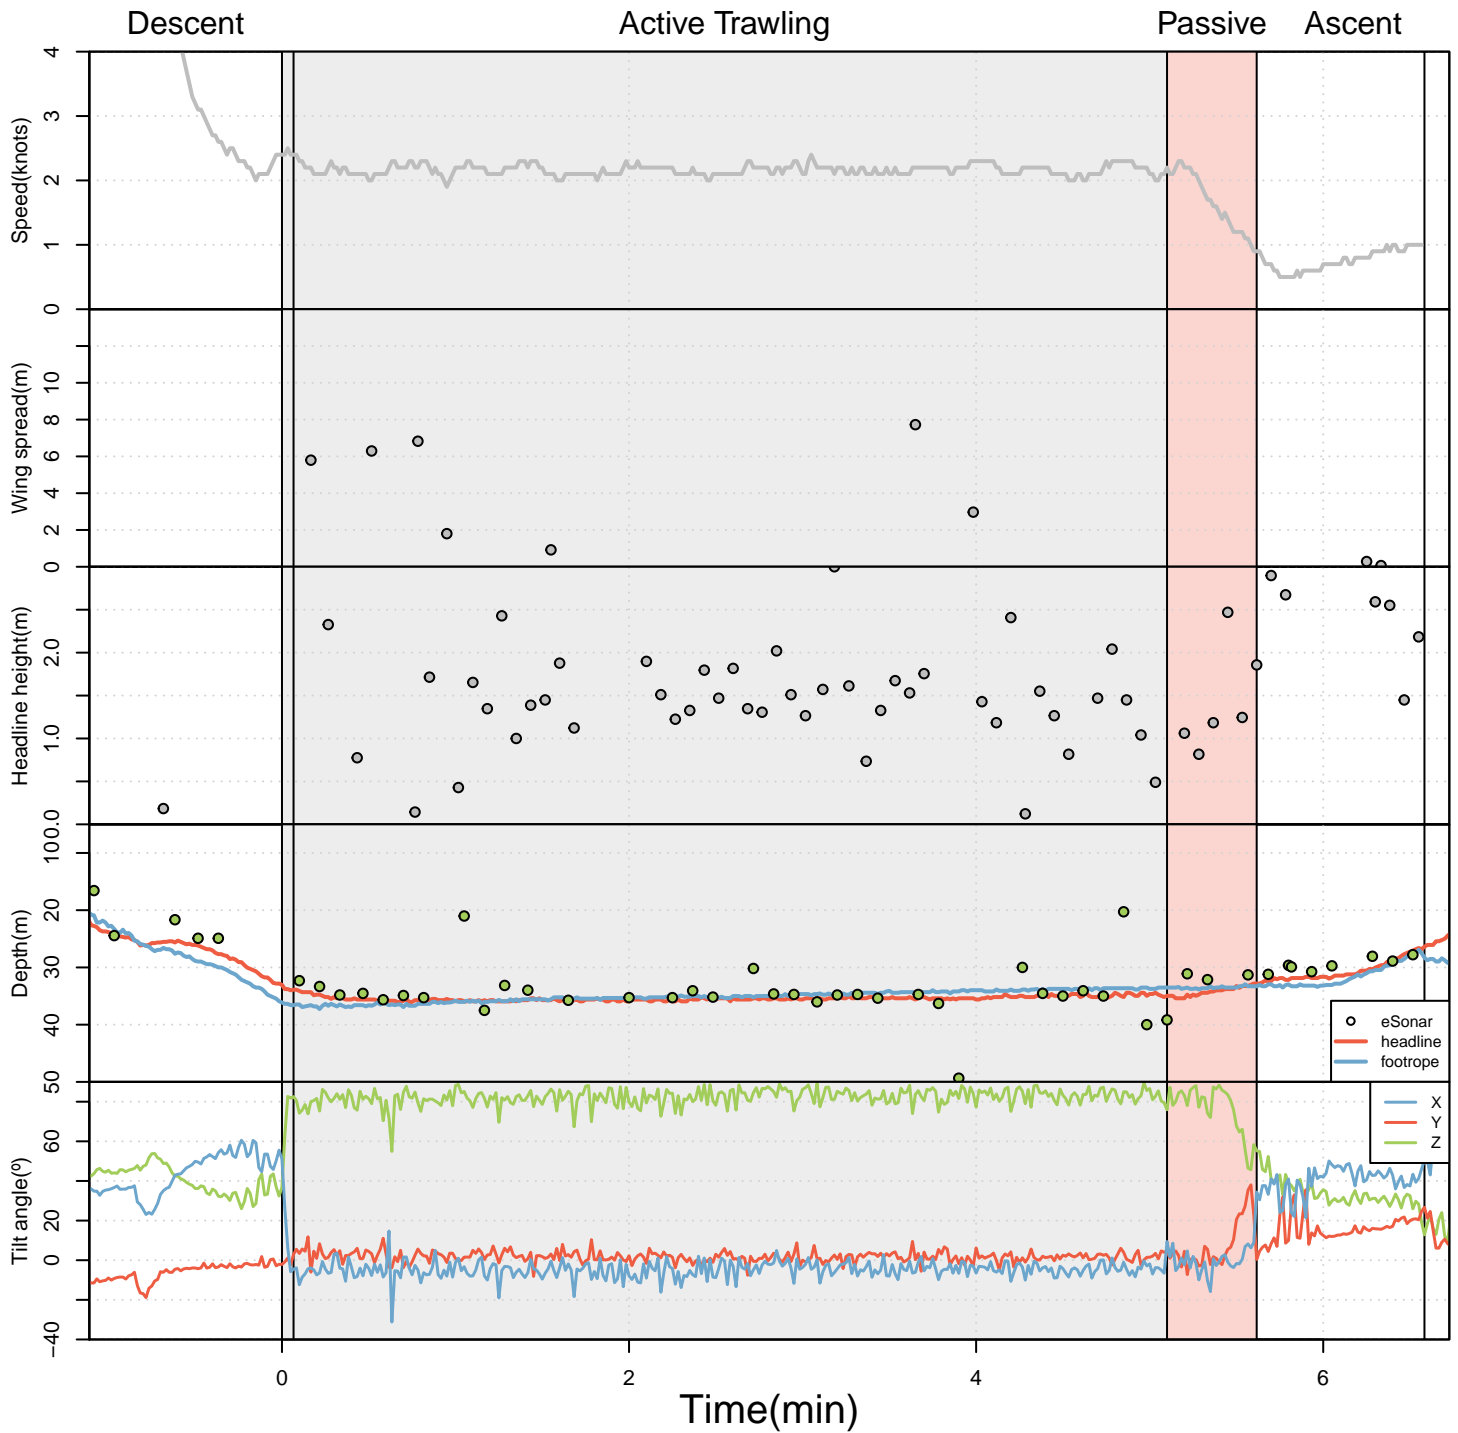 Descent Active Trawling Passive Ascent
Speed(knots)
4
3
2
1
0
Wing spread(m)
10
8
6
4
2
0
Headline height(m)
2.0
1.0
0.0
Depth(m)
10
20
30
40
50
eSonar
headline
footrope
Tilt angle(º)
60
20
0
−40
X
Y
Z
0 2 4 6
Time(min)